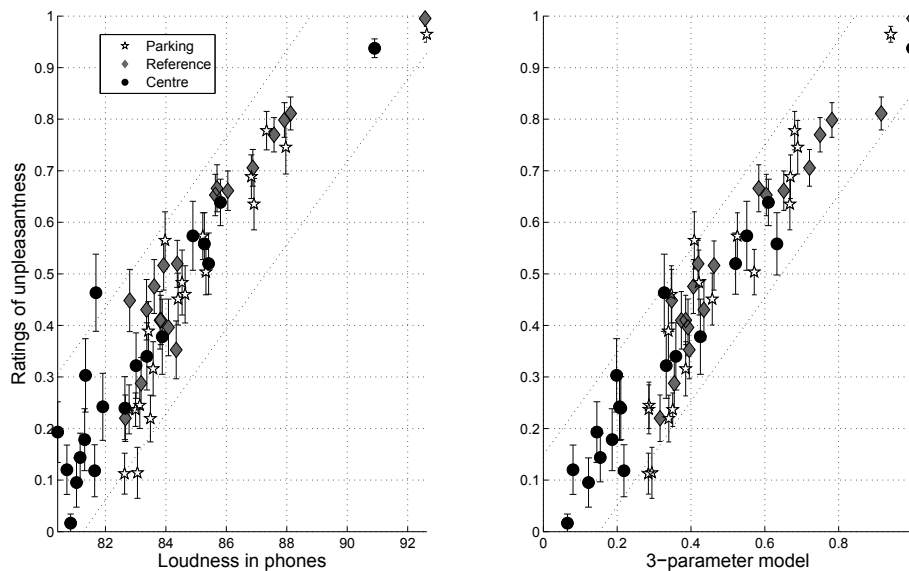 Parking
Reference
Centre
Ratings of unpleasantness
1
0.9
0.8
0.7
0.6
0.5
0.4
0.3
0.2
0.1
0
82 84 86 88 90 92
Loudness in phones
1
0.9
0.8
0.7
0.6
0.5
0.4
0.3
0.2
0.1
0
0 0.2 0.4 0.6 0.8
3−parameter model